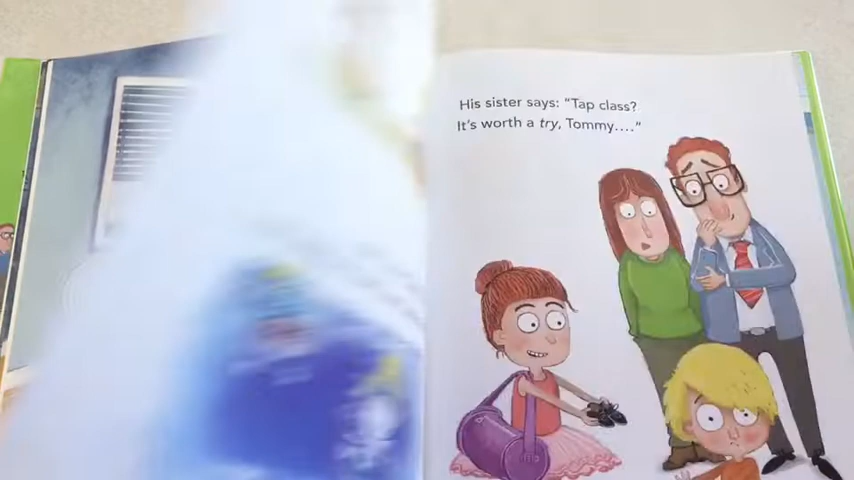 His sister says: "Tap class?
It's worth a try, Tommy...."